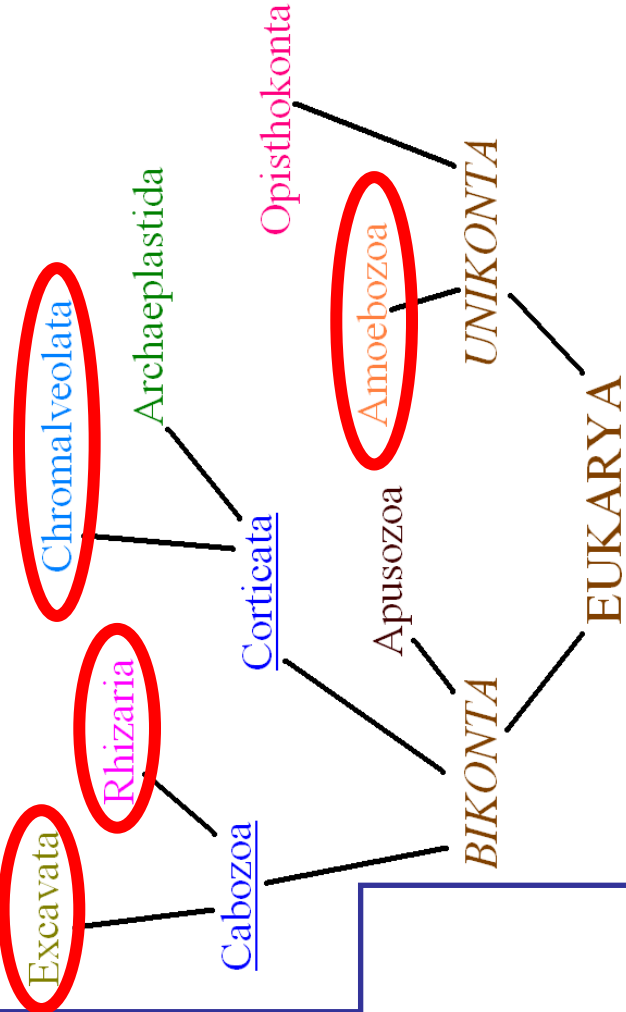 Excavata
Rhizaria
Chromalveolata
Archaeplastida
Cabozoa
Corticata
Apusozoa
Amoebozoa
Opisthokonta
BIKONTA
UNIKONTA
EUKARYA